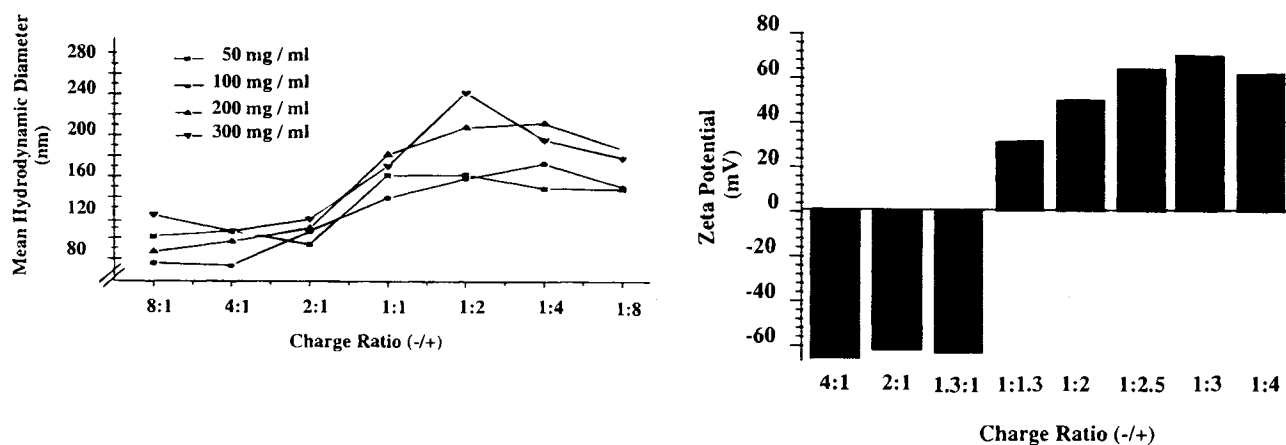 Mean Hydrodynamic Diameter
(nm)
280
240
200
160
120
80
50 mg / ml
100 mg / ml
200 mg / ml
300 mg / ml
8:1 4:1 2:1 1:1 1:2 1:4 1:8
Charge Ratio (-/+)
Zeta Potential
(mV)
80
60
40
20
0
-20
-40
-60
4:1 2:1 1.3:1 1:1.3 1:2 1:2.5 1:3 1:4
Charge Ratio (-/+)